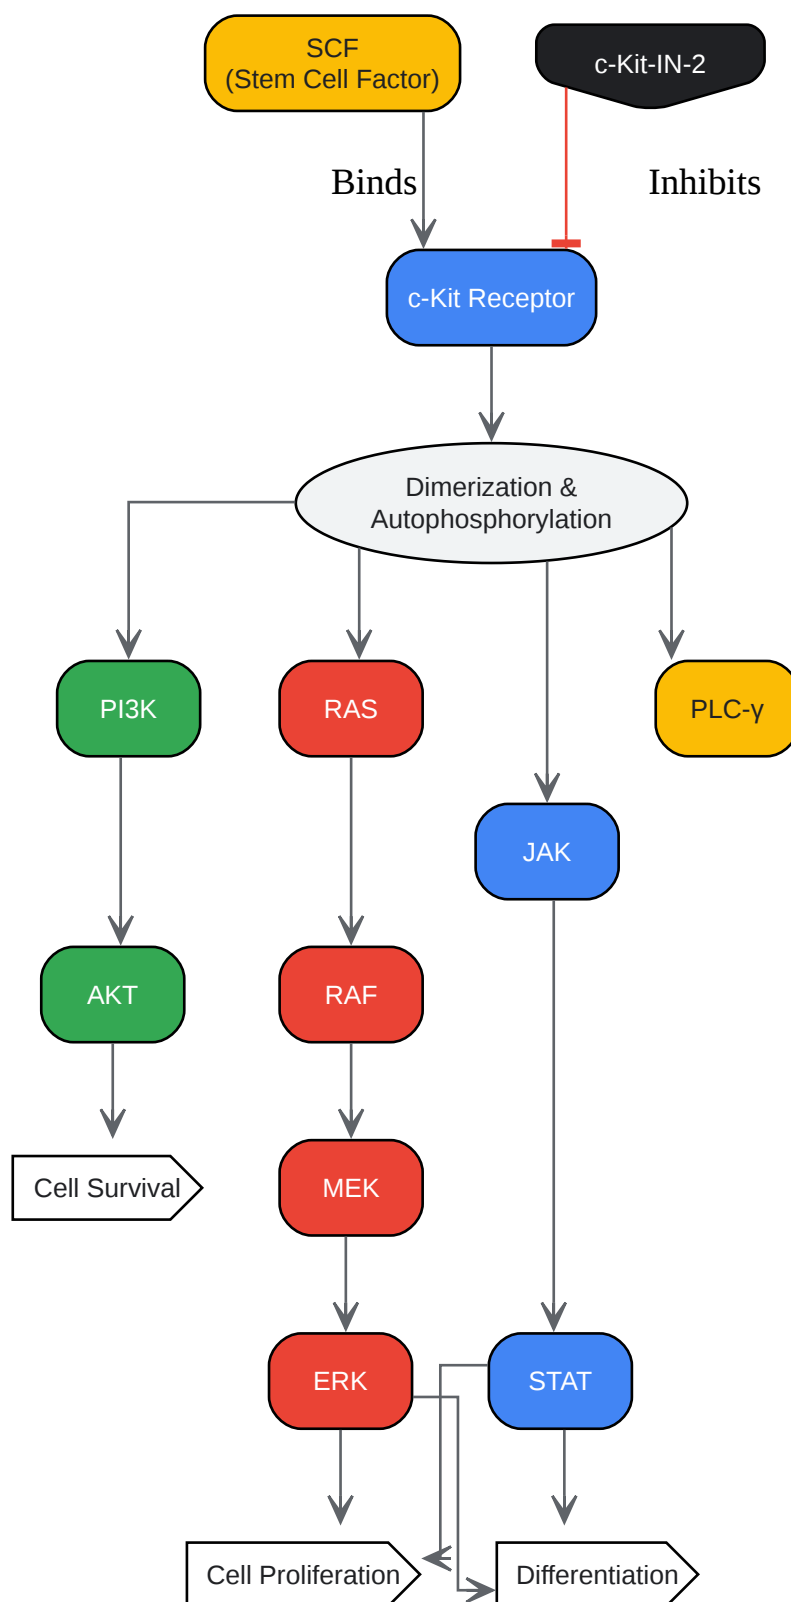 SCF
(Stem Cell Factor)
c-Kit-IN-2
Binds
Inhibits
c-Kit Receptor
Dimerization &
Autophosphorylation
PI3K
RAS
PLC-γ
JAK
AKT
RAF
Cell Survival
MEK
ERK
STAT
Cell Proliferation
Differentiation